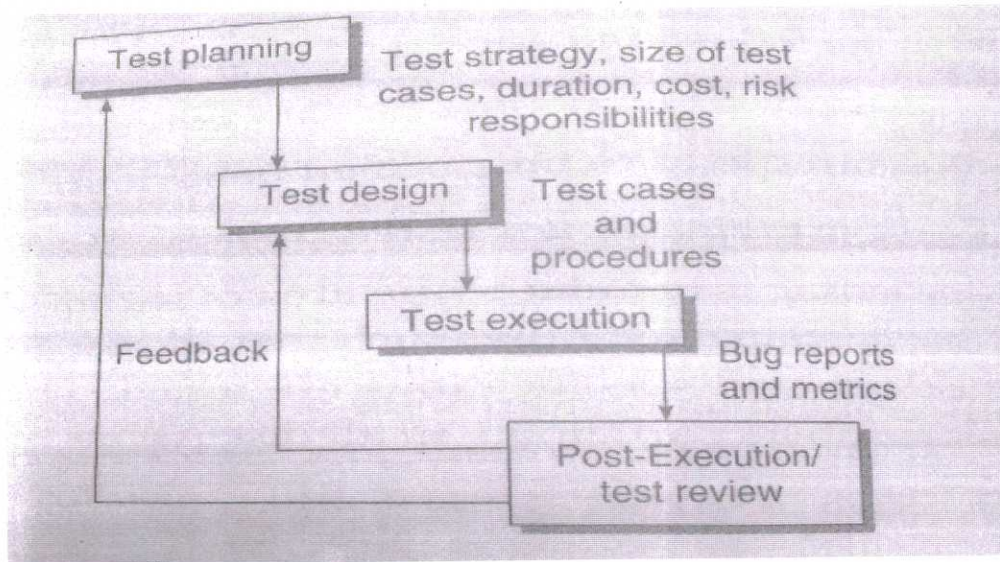 Test planning
Test strategy, size of test
cases, duration, cost, risk
responsibilities
Test design
Test cases
and
procedures
Test execution
Feedback
Bug reports
and metrics
Post-Execution/
test review